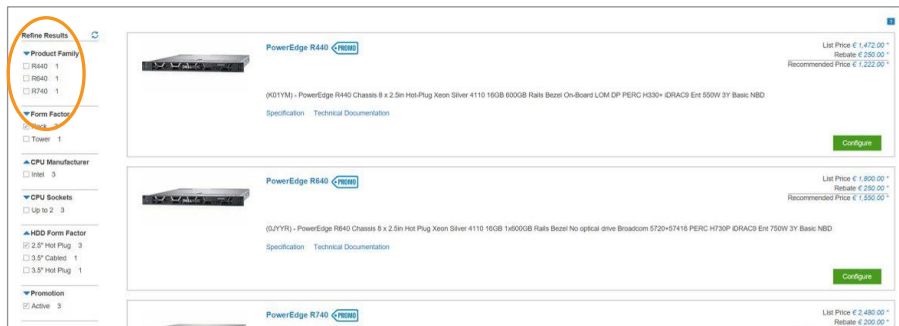 1
Refine Results
Product Family
R440 1
R640 1
R740 1
Form Factor
Rack
Tower 1
CPU Manufacturer
Intel 3
CPU Sockets
Up to 2 3
HDD Form Factor
2.5" Hot Plug 3
3.5" Cabled 1
3.5" Hot Plug 1
Promotion
Active 3
PowerEdge R440 PROMO
List Price € 1,472.00 *
Rebate € 250.00 *
Recommended Price € 1,222.00 *
(K01YM) - PowerEdge R440 Chassis 8 x 2.5in Hot-Plug Xeon Silver 4110 16GB 600GB Rails Bezel On-Board LOM DP PERC H330+ iDRAC9 Ent 550W 3Y Basic NBD
Specification Technical Documentation
Configure
PowerEdge R640 PROMO
List Price € 1,800.00 *
Rebate € 250.00 *
Recommended Price € 1,550.00 *
(0JYYR) - PowerEdge R640 Chassis 8 x 2.5in Hot Plug Xeon Silver 4110 16GB 1x600GB Rails Bezel No optical drive Broadcom 5720+57416 PERC H730P iDRAC9 Ent 750W 3Y Basic NBD
Specification Technical Documentation
Configure
PowerEdge R740 PROMO
List Price € 2,480.00 *
Rebate € 200.00 *